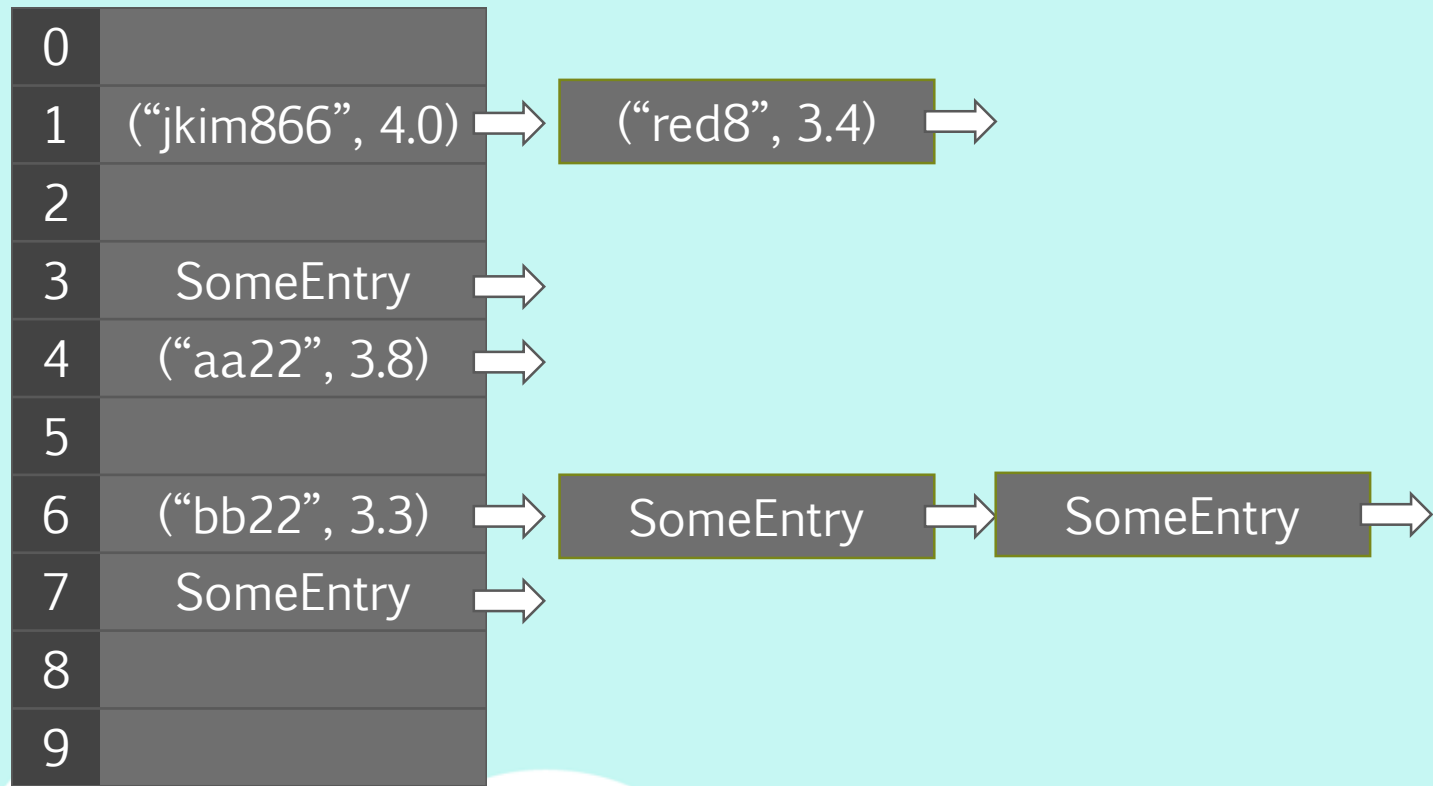 0
1 (“jkim866”, 4.0) (“red8”, 3.4)
2
3 SomeEntry
4 (“aa22”, 3.8)
5
6 (“bb22”, 3.3) SomeEntry SomeEntry
7 SomeEntry
8
9